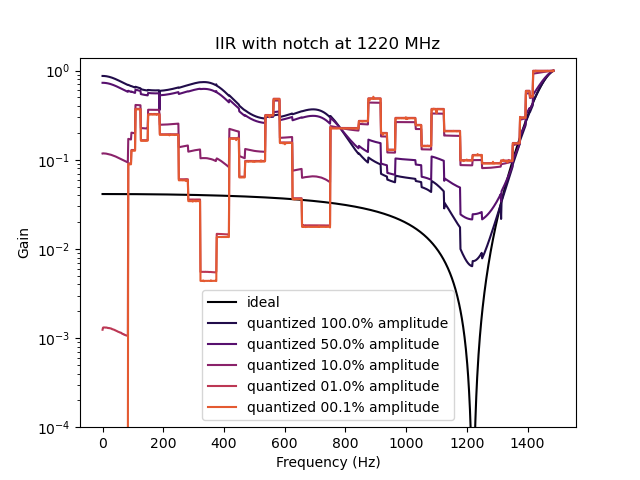 IIR with notch at 1220 MHz
10⁰
10⁻¹
10⁻²
10⁻³
10⁻⁴
Gain
ideal
quantized 100.0% amplitude
quantized 50.0% amplitude
quantized 10.0% amplitude
quantized 01.0% amplitude
quantized 00.1% amplitude
0 200 400 600 800 1000 1200 1400
Frequency (Hz)